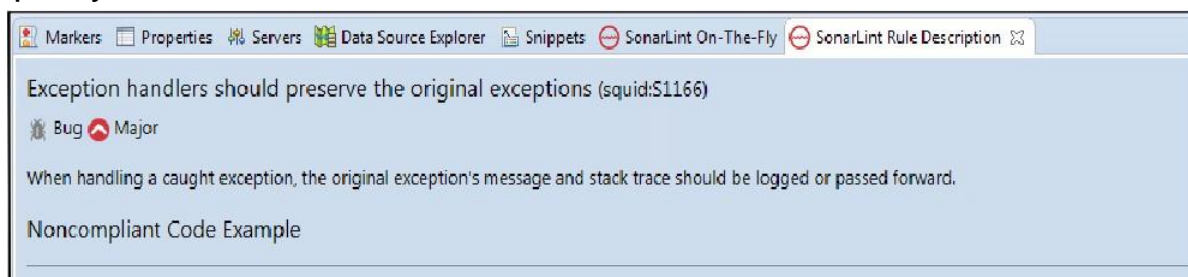 Markers Properties Servers Data Source Explorer Snippets SonarLint On-The-Fly SonarLint Rule Description
Exception handlers should preserve the original exceptions (squid:S1166)
Bug Major
When handling a caught exception, the original exception's message and stack trace should be logged or passed forward.
Noncompliant Code Example